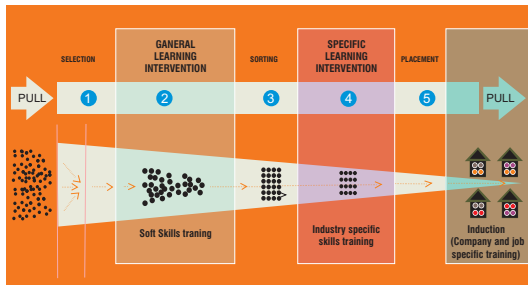 SELECTION
GANERAL
LEARNING
INTERVENTION
SORTING
SPECIFIC
LEARNING
INTERVENTION
PLACEMENT
PULL
1
2
3
4
5
PULL
Soft Skills traning
Industry specific
skills training
Induction
(Company and job
specific training)